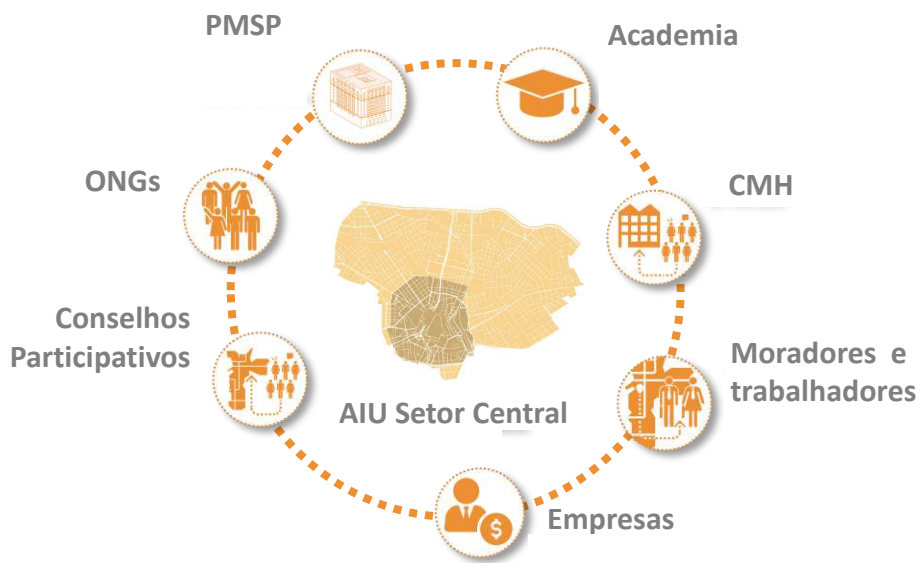 PMSP
Academia
ONGs
CMH
Conselhos
Participativos
Moradores e
trabalhadores
AIU Setor Central
Empresas
$